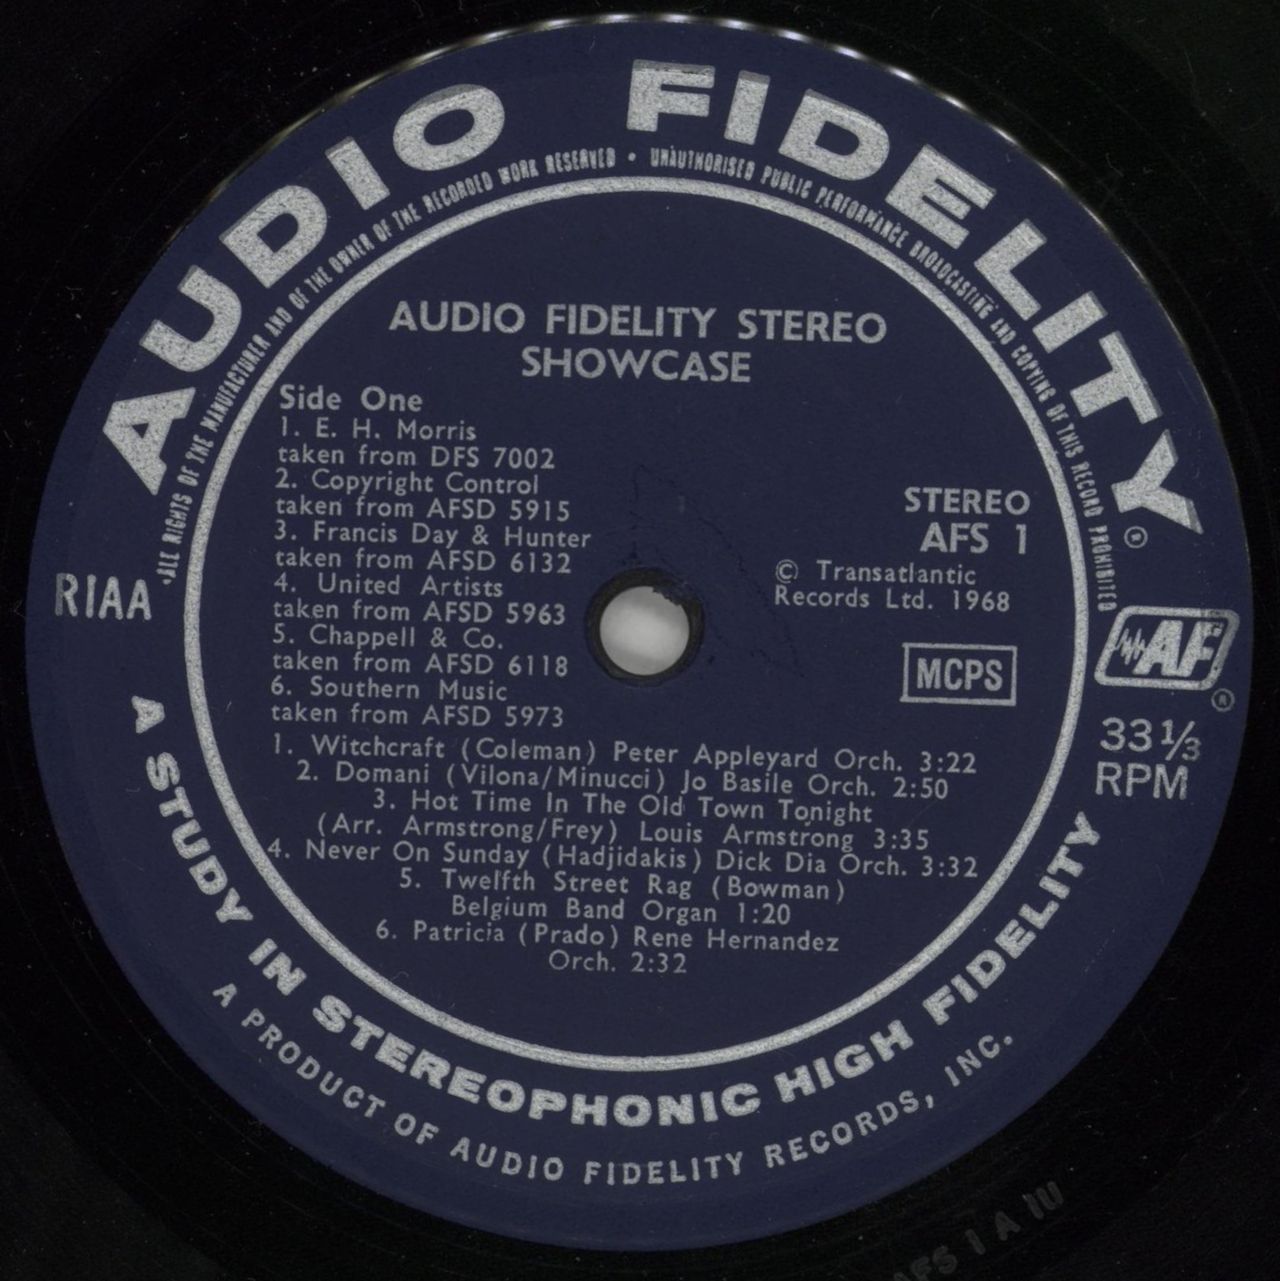 AUDIO FIDELITY ®
ALL RIGHTS OF THE MANUFACTURER AND OF THE OWNER OF THE RECORDED WORK RESERVED • UNAUTHORISED PUBLIC PERFORMANCE BROADCASTING AND COPYING OF THIS RECORD PROHIBITED
AUDIO FIDELITY STEREO
SHOWCASE
Side One
1. E. H. Morris
taken from DFS 7002
2. Copyright Control
taken from AFSD 5915
3. Francis Day & Hunter
taken from AFSD 6132
4. United Artists
taken from AFSD 5963
5. Chappell & Co.
taken from AFSD 6118
6. Southern Music
taken from AFSD 5973
STEREO
AFS 1
© Transatlantic
Records Ltd. 1968
MCPS
RIAA
AF ®
33 1/3
RPM
1. Witchcraft (Coleman) Peter Appleyard Orch. 3:22
2. Domani (Vilona/Minucci) Jo Basile Orch. 2:50
3. Hot Time In The Old Town Tonight
(Arr. Armstrong/Frey) Louis Armstrong 3:35
4. Never On Sunday (Hadjidakis) Dick Dia Orch. 3:32
5. Twelfth Street Rag (Bowman)
Belgium Band Organ 1:20
6. Patricia (Prado) Rene Hernandez
Orch. 2:32
A STUDY IN STEREOPHONIC HIGH FIDELITY
A PRODUCT OF AUDIO FIDELITY RECORDS, INC.
AFS 1 A IU